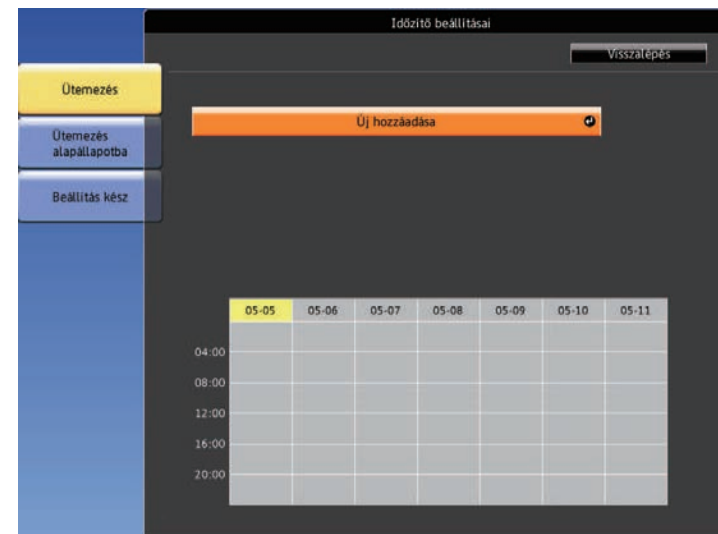 Időzítő beállításai
Visszalépés
Ütemezés
Új hozzáadása
Ütemezés
alapállapotba
Beállítás kész
05-05 05-06 05-07 05-08 05-09 05-10 05-11
04:00
08:00
12:00
16:00
20:00